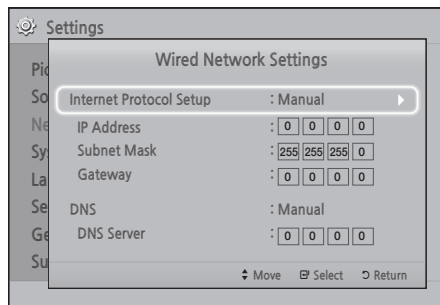 Settings
Wired Network Settings
Pic
So
Internet Protocol Setup : Manual
Ne
IP Address : 0 0 0 0
Sy
Subnet Mask : 255 255 255 0
La
Gateway : 0 0 0 0
Se
DNS : Manual
Ge
DNS Server : 0 0 0 0
Su
Move Select Return